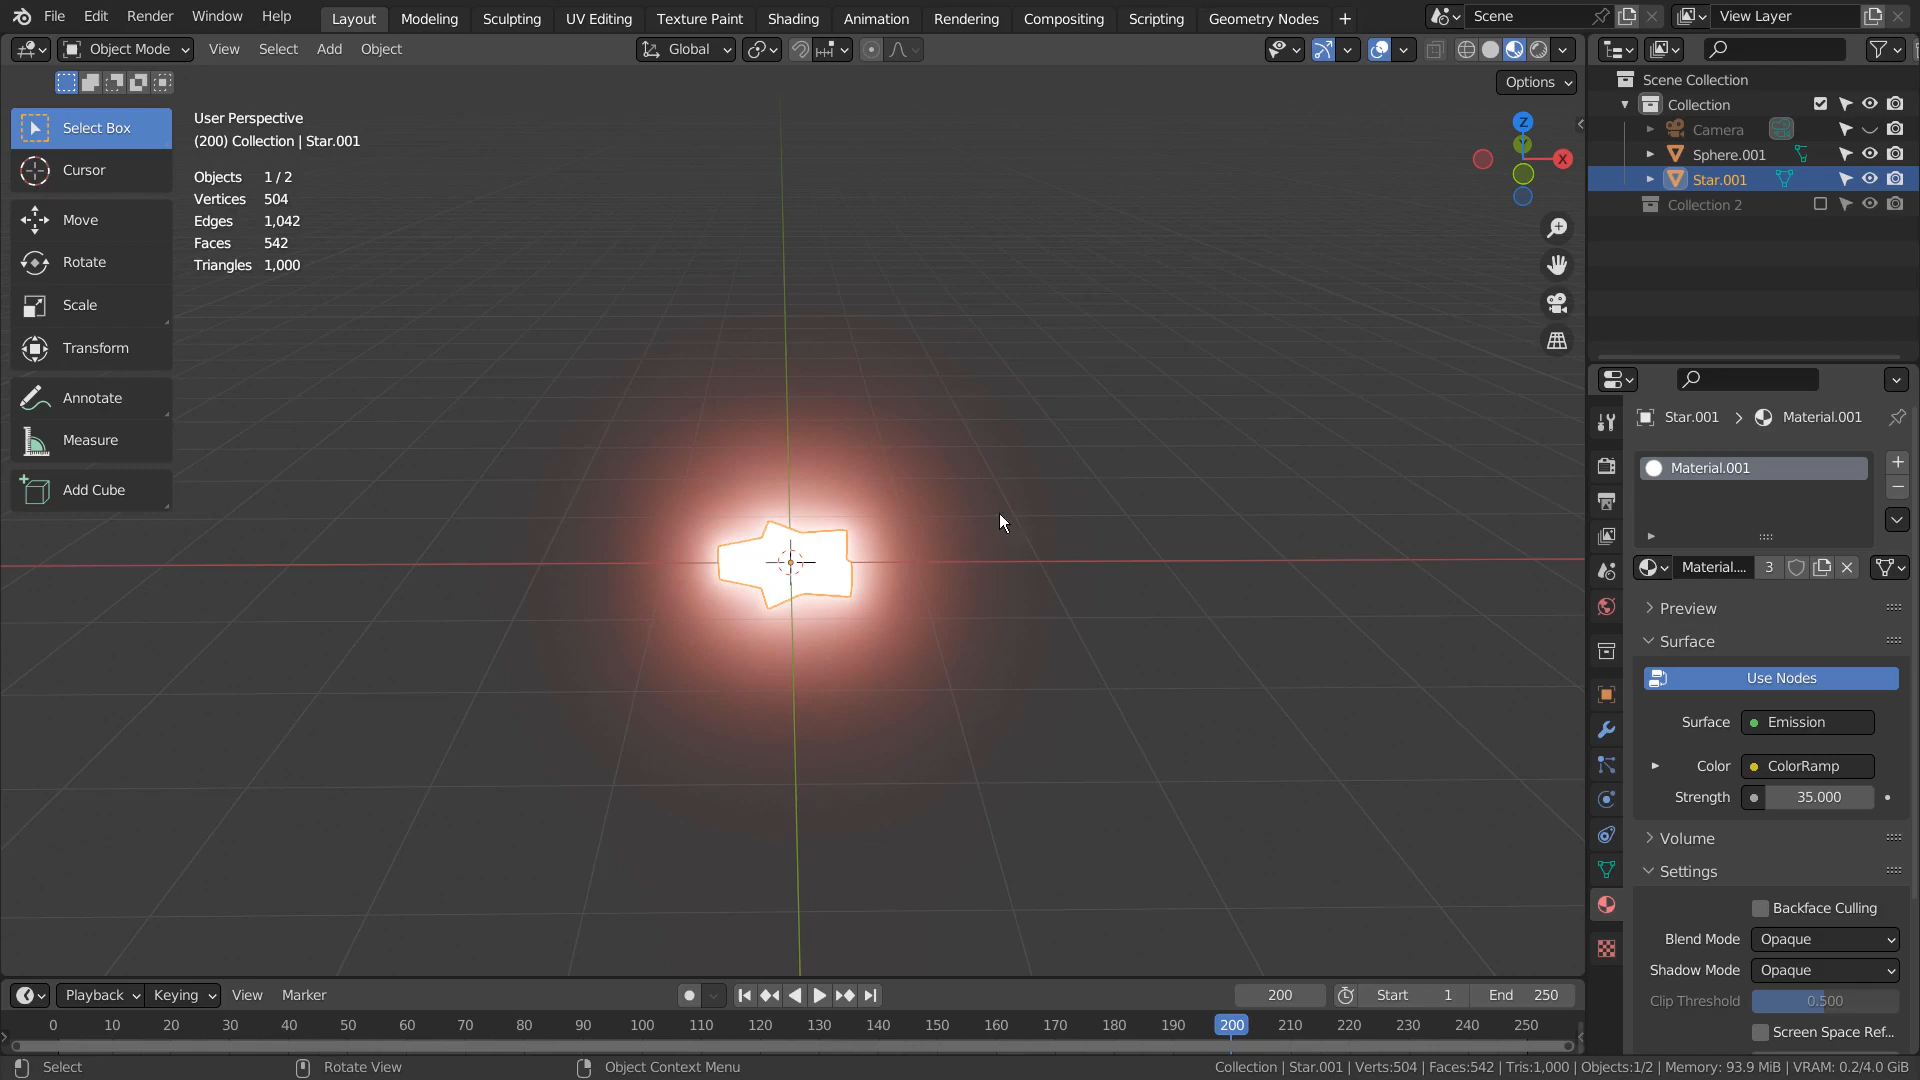 File Edit Render Window Help Layout Modeling Sculpting UV Editing Texture Paint Shading Animation Rendering Compositing Scripting Geometry Nodes + Scene View Layer
Object Mode View Select Add Object Global
Options
Select Box
Cursor
Move
Rotate
Scale
Transform
Annotate
Measure
Add Cube
User Perspective
(200) Collection | Star.001
Objects 1 / 2
Vertices 504
Edges 1,042
Faces 542
Triangles 1,000
Z
Y
X
Scene Collection
Collection
Camera
Sphere.001
Star.001
Collection 2
Star.001 > Material.001
Material.001
Material.... 3
Preview
Surface
Use Nodes
Surface Emission
Color ColorRamp
Strength 35.000
Volume
Settings
Backface Culling
Blend Mode Opaque
Shadow Mode Opaque
Clip Threshold 0.500
Screen Space Ref...
Playback Keying View Marker 200 Start 1 End 250
0 10 20 30 40 50 60 70 80 90 100 110 120 130 140 150 160 170 180 190 200 210 220 230 240 250
Select Rotate View Object Context Menu Collection | Star.001 | Verts:504 | Faces:542 | Tris:1,000 | Objects:1/2 | Memory: 93.9 MiB | VRAM: 0.2/4.0 GiB